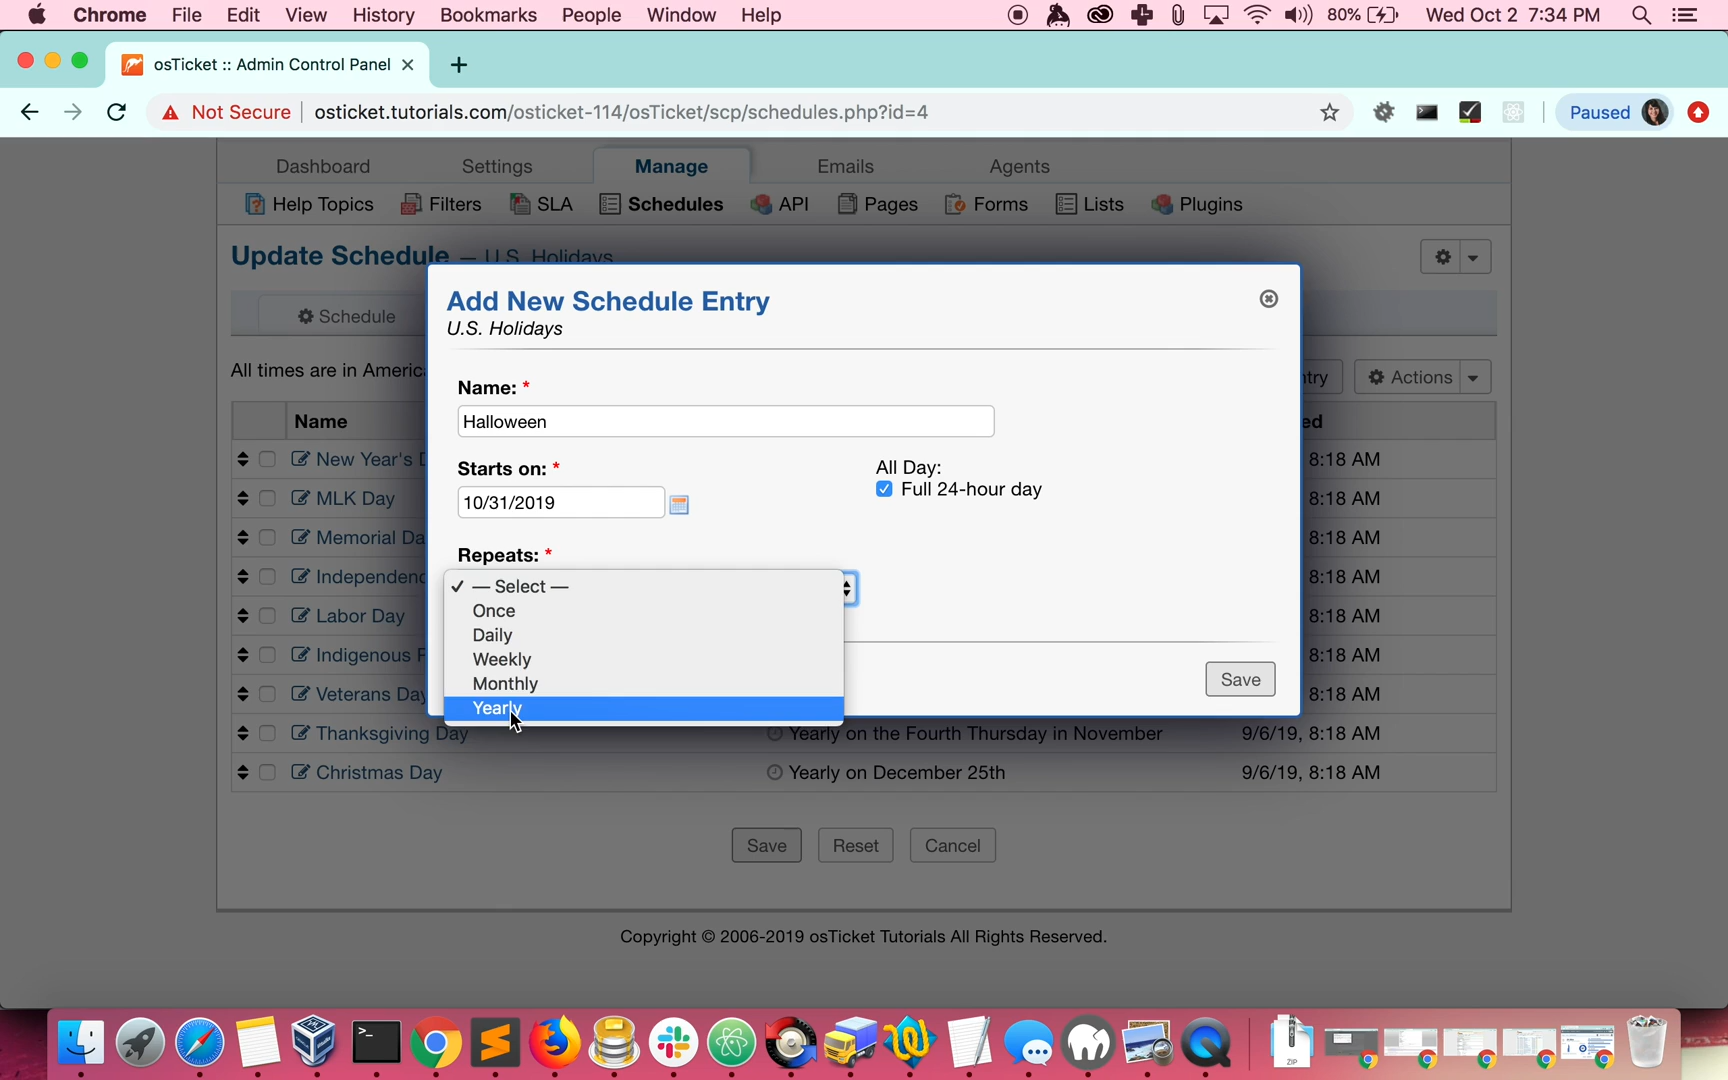 Chrome File Edit View History Bookmarks People Window Help 80% Wed Oct 2 7:34 PM
osTicket :: Admin Control Panel
Not Secure osticket.tutorials.com/osticket-114/osTicket/scp/schedules.php?id=4 Paused
Dashboard Settings Manage Emails Agents
Help Topics Filters SLA Schedules API Pages Forms Lists Plugins
Update Schedule — U.S. Holidays
Add New Schedule Entry
U.S. Holidays
Schedule
All times are in Americ
try Actions
Name: *
Halloween
Name
ed
Starts on: *
All Day:
10/31/2019
Full 24-hour day
Repeats: *
— Select —
Once
Daily
Weekly
Monthly
Yearly
Save
New Year's D 8:18 AM
MLK Day 8:18 AM
Memorial Da 8:18 AM
Independenc 8:18 AM
Labor Day 8:18 AM
Indigenous P 8:18 AM
Veterans Day 8:18 AM
Thanksgiving Day Yearly on the Fourth Thursday in November 9/6/19, 8:18 AM
Christmas Day Yearly on December 25th 9/6/19, 8:18 AM
Save Reset Cancel
Copyright © 2006-2019 osTicket Tutorials All Rights Reserved.
ZIP